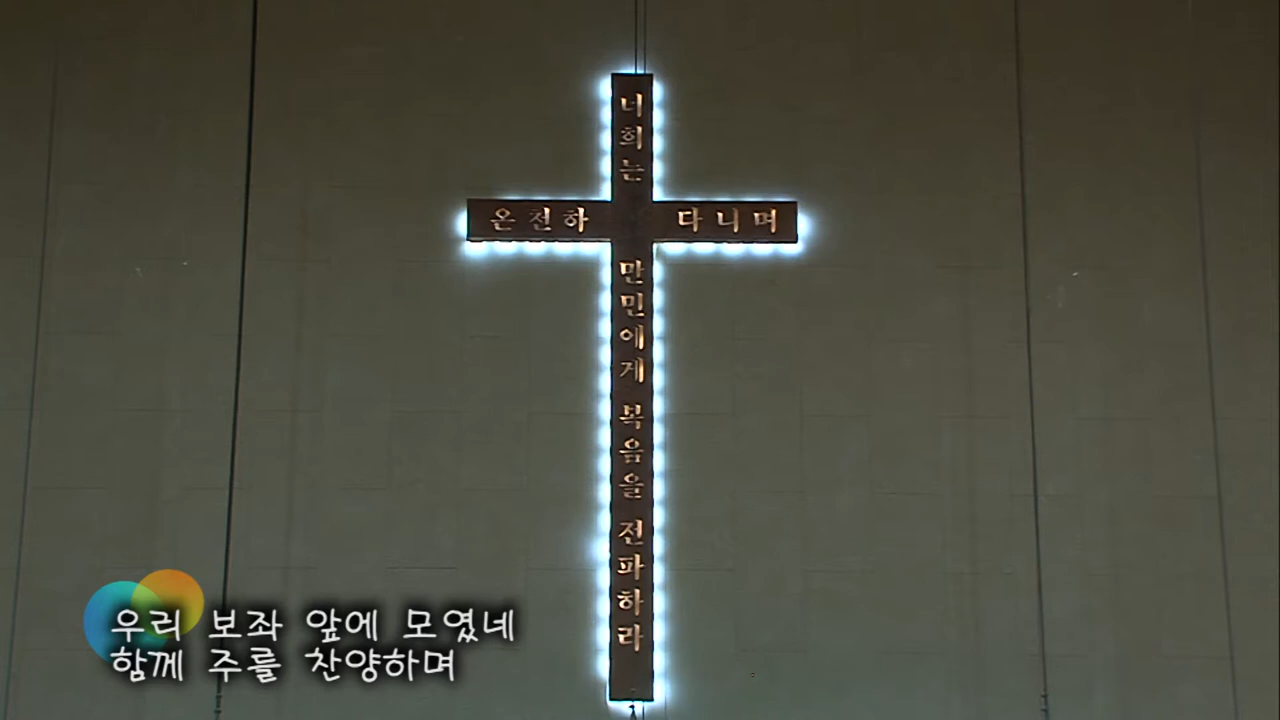 너희는
온천하 다니며
만민에게 복음을 전파하라
우리 보좌 앞에 모였네
함께 주를 찬양하며